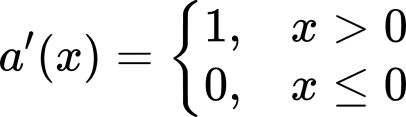 a′(x) = { 1, x > 0
0, x ≤ 0